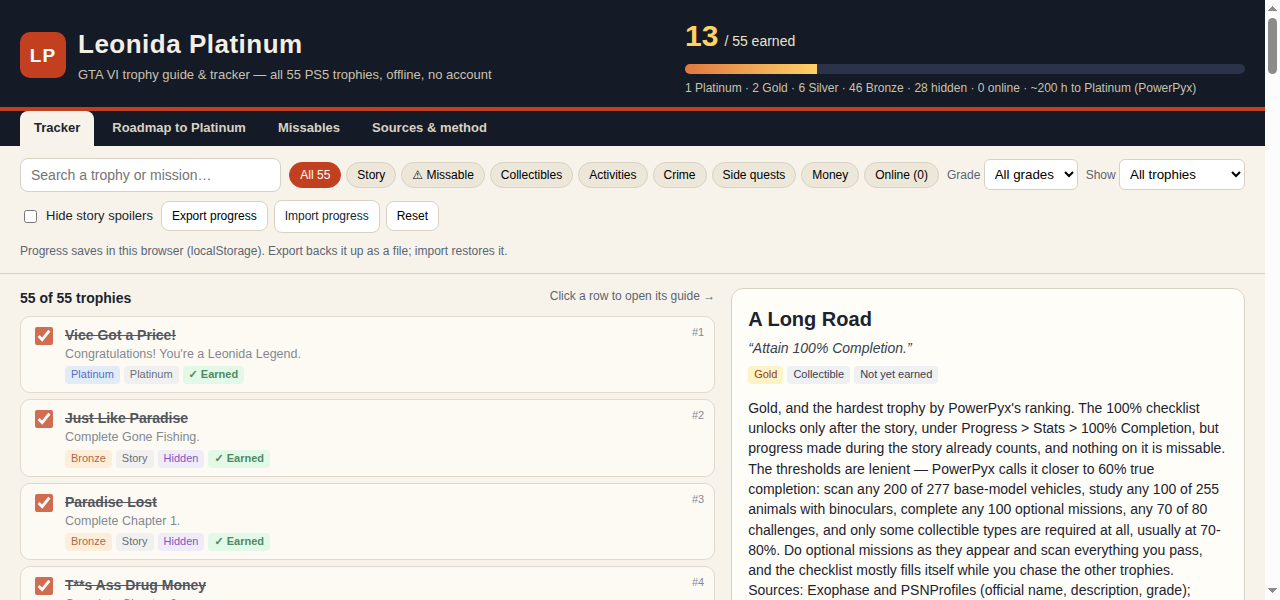 LP
Leonida Platinum
GTA VI trophy guide & tracker — all 55 PS5 trophies, offline, no account
13 / 55 earned
1 Platinum · 2 Gold · 6 Silver · 46 Bronze · 28 hidden · 0 online · ~200 h to Platinum (PowerPyx)
Tracker Roadmap to Platinum Missables Sources & method
Search a trophy or mission… All 55 Story ⚠ Missable Collectibles Activities Crime Side quests Money Online (0) Grade All grades Show All trophies
Hide story spoilers Export progress Import progress Reset
Progress saves in this browser (localStorage). Export backs it up as a file; import restores it.
55 of 55 trophies
Click a row to open its guide →
Vice Got a Price!
#1
Congratulations! You're a Leonida Legend.
Platinum Platinum ✓ Earned
Just Like Paradise
#2
Complete Gone Fishing.
Bronze Story Hidden ✓ Earned
Paradise Lost
#3
Complete Chapter 1.
Bronze Story Hidden ✓ Earned
T**s Ass Drug Money
#4
A Long Road
“Attain 100% Completion.”
Gold Collectible Not yet earned
Gold, and the hardest trophy by PowerPyx's ranking. The 100% checklist
unlocks only after the story, under Progress > Stats > 100% Completion, but
progress made during the story already counts, and nothing on it is missable.
The thresholds are lenient — PowerPyx calls it closer to 60% true
completion: scan any 200 of 277 base-model vehicles, study any 100 of 255
animals with binoculars, complete any 100 optional missions, any 70 of 80
challenges, and only some collectible types are required at all, usually at 70-
80%. Do optional missions as they appear and scan everything you pass,
and the checklist mostly fills itself while you chase the other trophies.
Sources: Exophase and PSNProfiles (official name, description, grade);